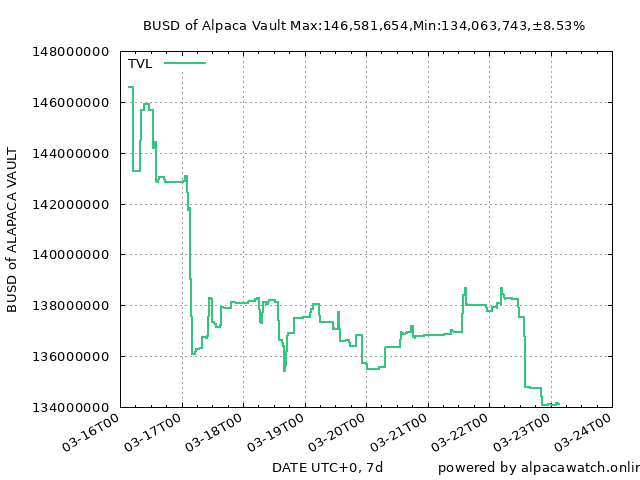 BUSD of Alpaca Vault Max:146,581,654,Min:134,063,743,±8.53%
TVL
148000000
146000000
144000000
142000000
140000000
138000000
136000000
134000000
BUSD of ALAPACA VAULT
03-16T00
03-17T00
03-18T00
03-19T00
03-20T00
03-21T00
03-22T00
03-23T00
03-24T00
DATE UTC+0, 7d
powered by alpacawatch.onlin